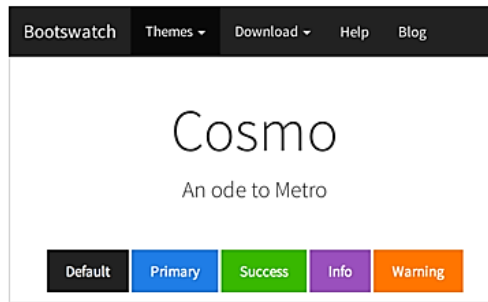 Bootswatch Themes Download Help Blog
Cosmo
An ode to Metro
Default Primary Success Info Warning